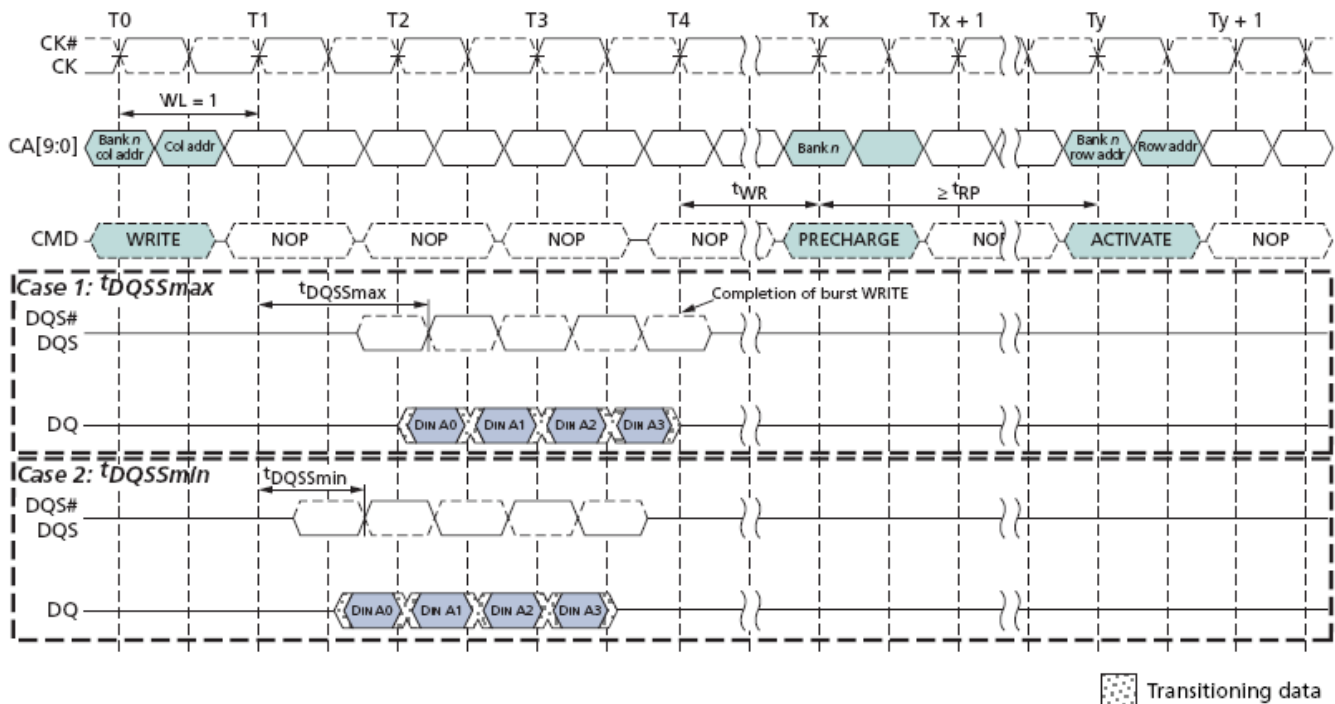 T0 T1 T2 T3 T4 Tx Tx + 1 Ty Ty + 1
CK#
CK
WL = 1
CA[9:0] Bank n col addr Col addr Bank n Bank n row addr Row addr
tWR ≥ tRP
CMD WRITE NOP NOP NOP NOP PRECHARGE NOP ACTIVATE NOP
Case 1: tDQSSmax
tDQSSmax
Completion of burst WRITE
DQS#
DQS
DQ DIN A0 DIN A1 DIN A2 DIN A3
Case 2: tDQSSmin
tDQSSmin
DQS#
DQS
DQ DIN A0 DIN A1 DIN A2 DIN A3
Transitioning data